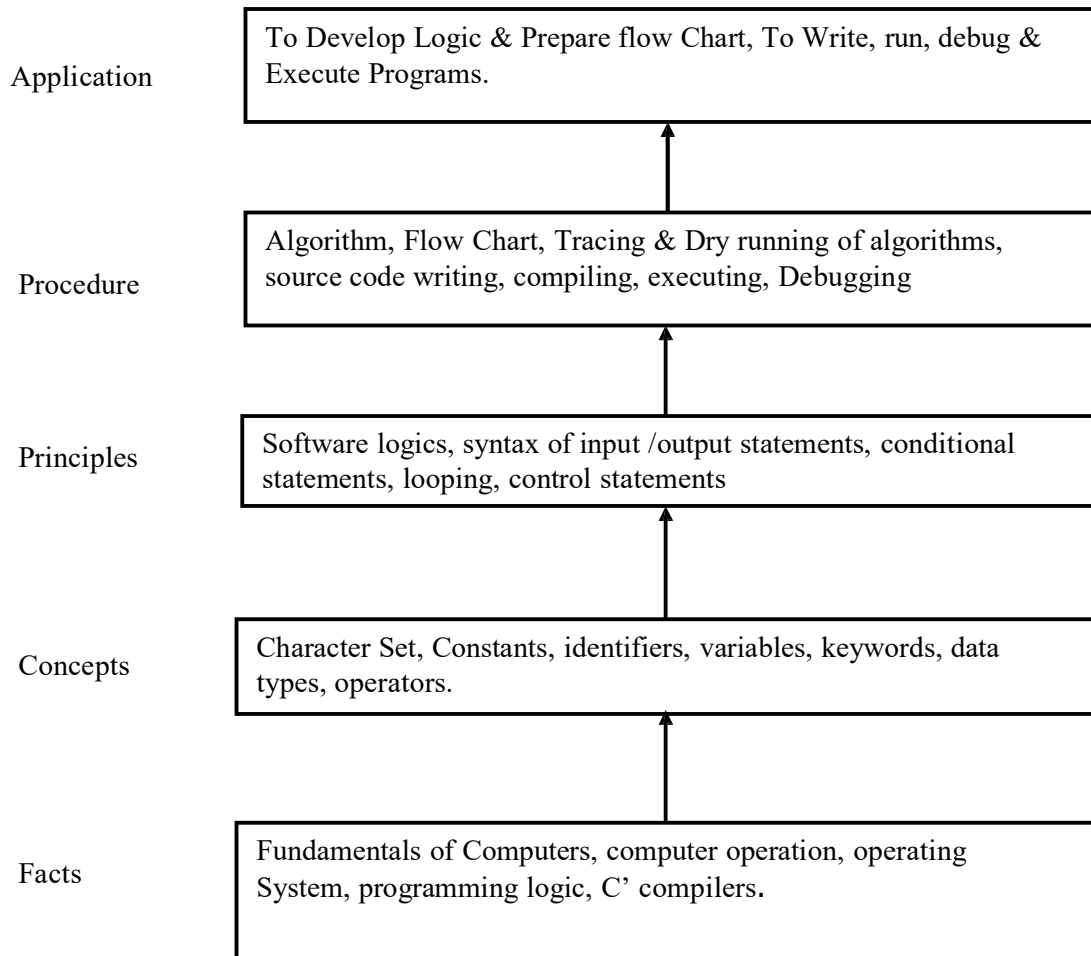 Application
To Develop Logic & Prepare flow Chart, To Write, run, debug &
Execute Programs.
Procedure
Algorithm, Flow Chart, Tracing & Dry running of algorithms,
source code writing, compiling, executing, Debugging
Principles
Software logics, syntax of input /output statements, conditional
statements, looping, control statements
Concepts
Character Set, Constants, identifiers, variables, keywords, data
types, operators.
Facts
Fundamentals of Computers, computer operation, operating
System, programming logic, C’ compilers.